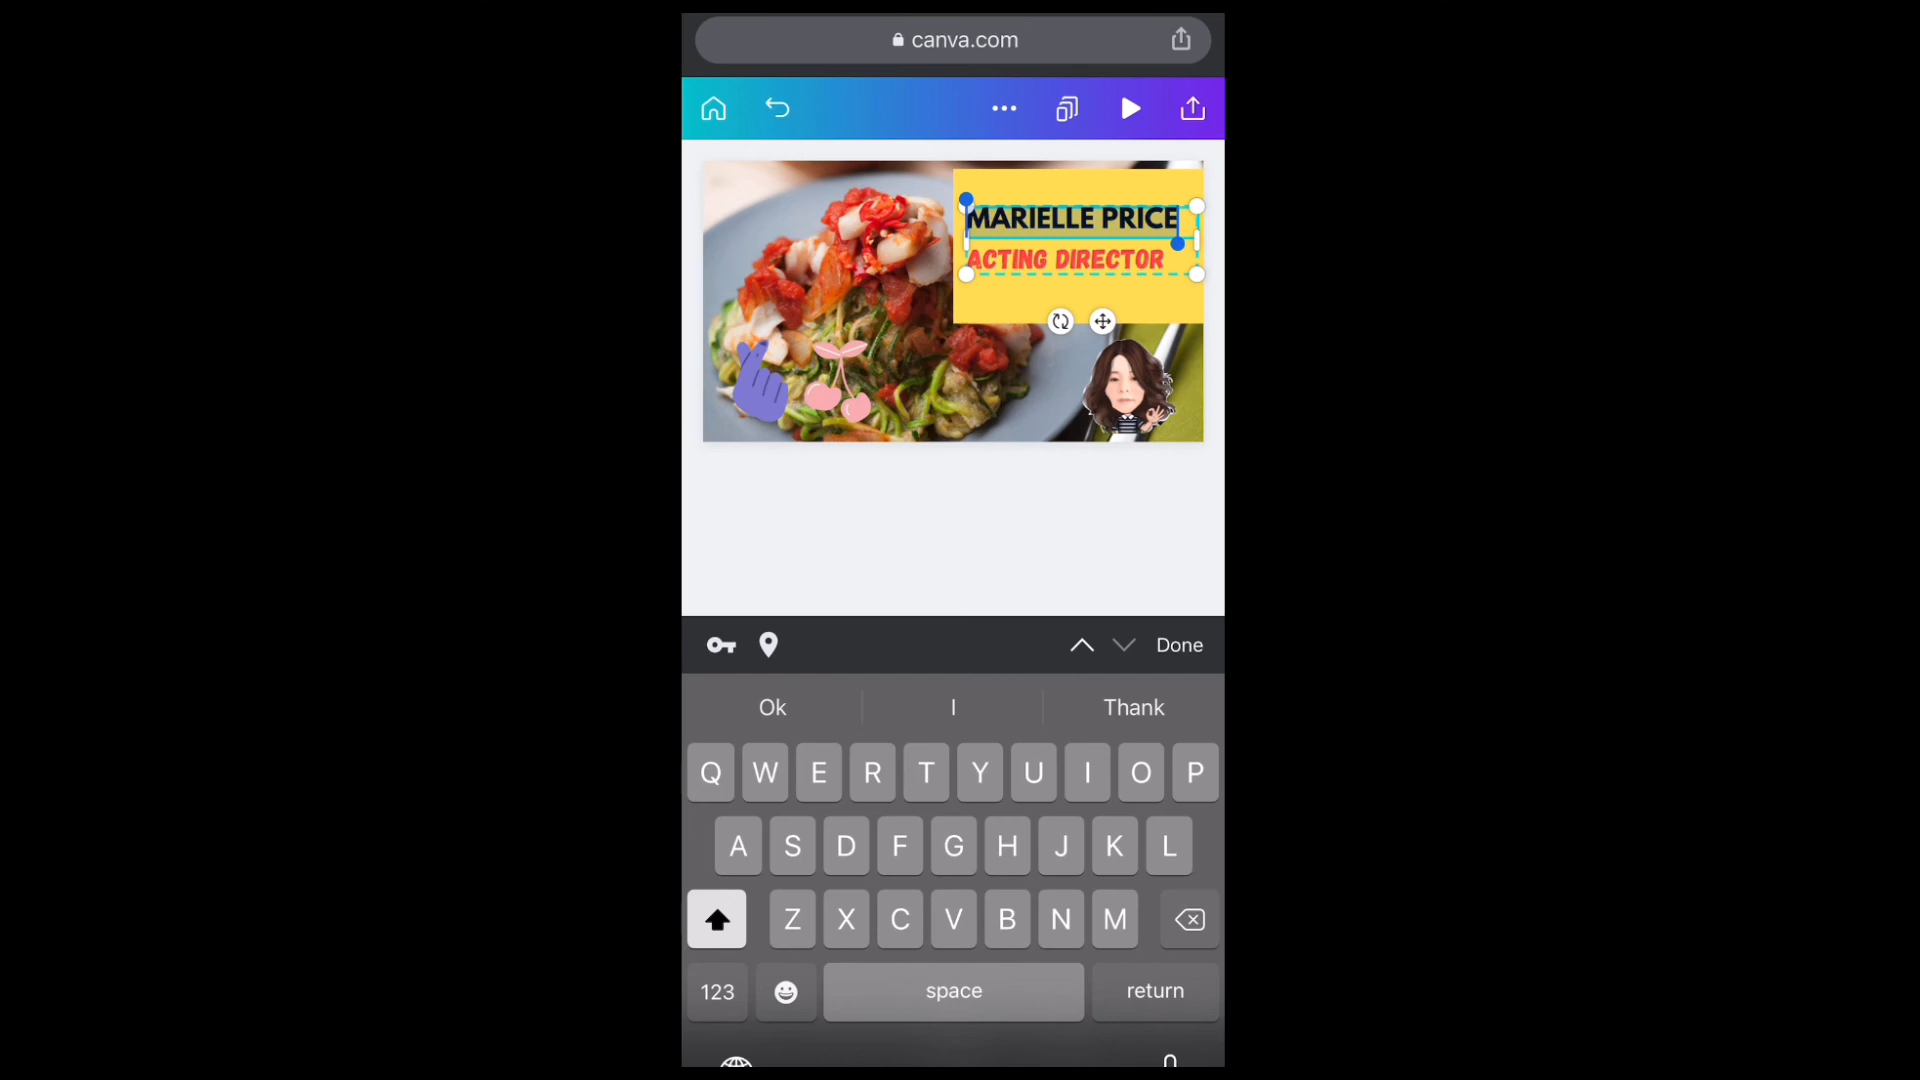 canva.com
MARIELLE PRICE
ACTING DIRECTOR
Done
Ok I Thank
Q W E R T Y U I O P
A S D F G H J K L
Z X C V B N M
123 space return